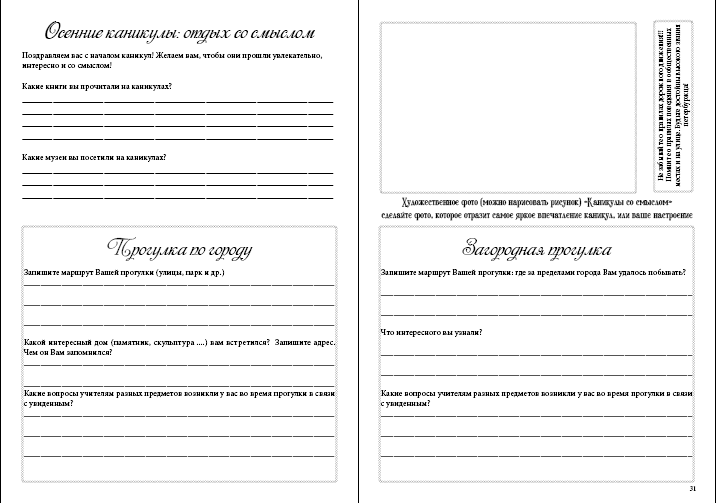 Осенние каникулы: отдых со смыслом
Поздравляем вас с началом каникул! Желаем вам, чтобы они прошли увлекательно,
интересно и со смыслом!
Какие книги вы прочитали на каникулах?
Какие музеи вы посетили на каникулах?
Прогулка по городу
Запишите маршрут Вашей прогулки (улицы, парк и др.)
Какой интересный дом (памятник, скульптура ....) вам встретился? Запишите адрес.
Чем он Вам запомнился?
Какие вопросы учителям разных предметов возникли у вас во время прогулки в связи
с увиденным?
Не забывайте о правилах дорожного движения!!!
Помните о правилах поведения в общественных
местах и на улице. Будьте достойны высокого звания
петербуржца!
Художественное фото (можно нарисовать рисунок) «Каникулы со смыслом»
сделайте фото, которое отразит самое яркое впечатление каникул, или ваше настроение
Загородная прогулка
Запишите маршрут Вашей прогулки: где за пределами города Вам удалось побывать?
Что интересного вы узнали?
Какие вопросы учителям разных предметов возникли у вас во время прогулки в связи
с увиденным?
31